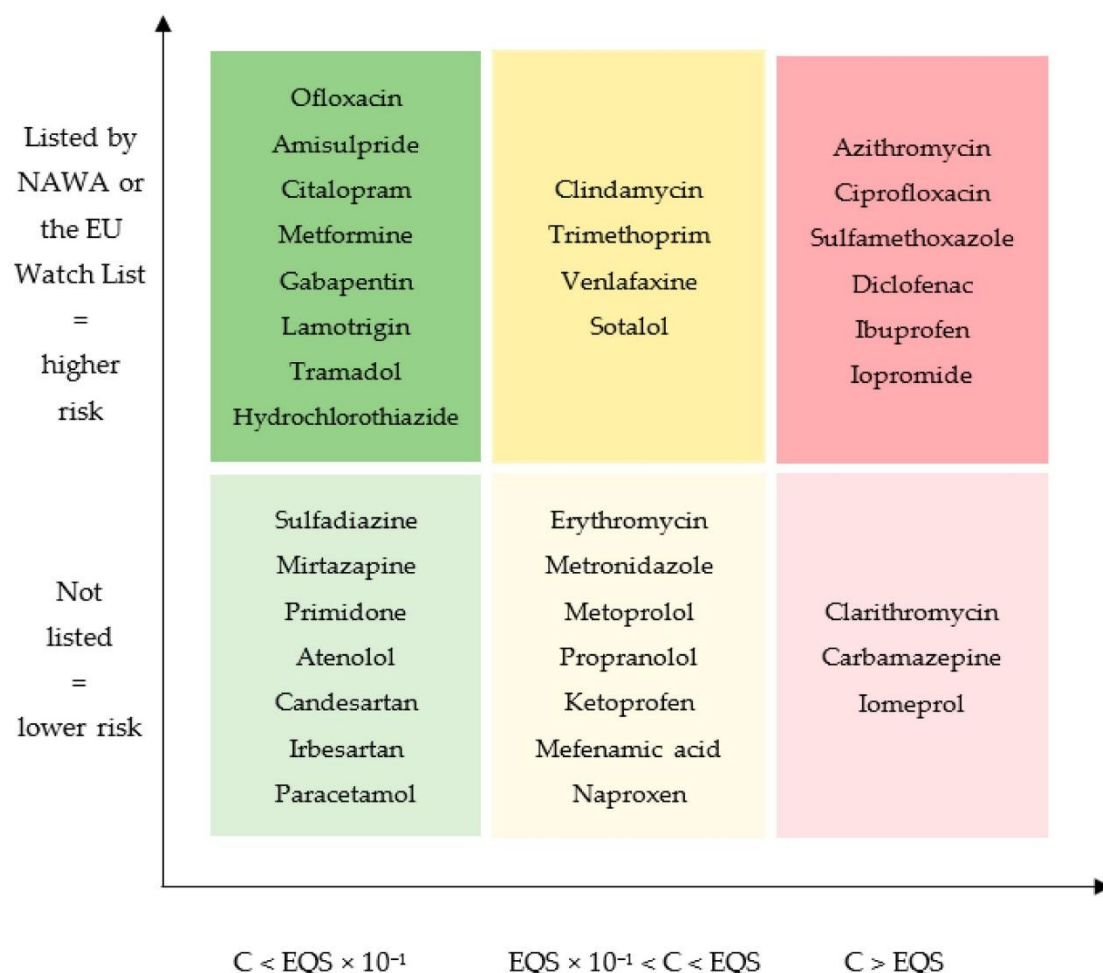 Listed by
NAWA or
the EU
Watch List
=
higher
risk
Ofloxacin
Amisulpride
Citalopram
Metformine
Gabapentin
Lamotrigin
Tramadol
Hydrochlorothiazide
Clindamycin
Trimethoprim
Venlafaxine
Sotalol
Azithromycin
Ciprofloxacin
Sulfamethoxazole
Diclofenac
Ibuprofen
Iopromide
Not
listed
=
lower risk
Sulfadiazine
Mirtazapine
Primidone
Atenolol
Candesartan
Irbesartan
Paracetamol
Erythromycin
Metronidazole
Metoprolol
Propranolol
Ketoprofen
Mefenamic acid
Naproxen
Clarithromycin
Carbamazepine
Iomeprol
C < EQS × 10⁻¹
EQS × 10⁻¹ < C < EQS
C > EQS